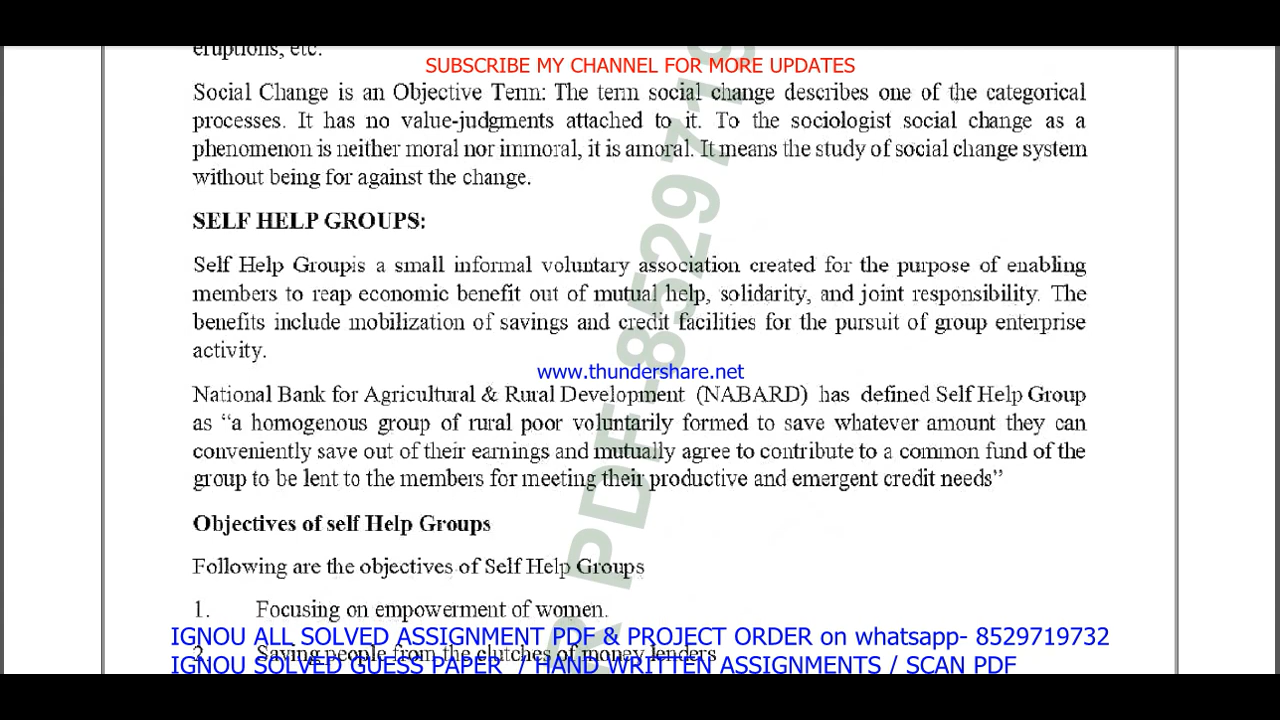 eruptions, etc.
SUBSCRIBE MY CHANNEL FOR MORE UPDATES
Social Change is an Objective Term: The term social change describes one of the categorical
processes. It has no value-judgments attached to it. To the sociologist social change as a
phenomenon is neither moral nor immoral, it is amoral. It means the study of social change system
without being for against the change.
SELF HELP GROUPS:
Self Help Groupis a small informal voluntary association created for the purpose of enabling
members to reap economic benefit out of mutual help, solidarity, and joint responsibility. The
benefits include mobilization of savings and credit facilities for the pursuit of group enterprise
activity.
www.thundershare.net
National Bank for Agricultural & Rural Development (NABARD) has defined Self Help Group
as “a homogenous group of rural poor voluntarily formed to save whatever amount they can
conveniently save out of their earnings and mutually agree to contribute to a common fund of the
group to be lent to the members for meeting their productive and emergent credit needs”
Objectives of self Help Groups
Following are the objectives of Self Help Groups
1. Focusing on empowerment of women.
IGNOU ALL SOLVED ASSIGNMENT PDF & PROJECT ORDER on whatsapp- 8529719732
2. Saving people from the clutches of money lenders
IGNOU SOLVED GUESS PAPER / HAND WRITTEN ASSIGNMENTS / SCAN PDF
R PDF-8529719